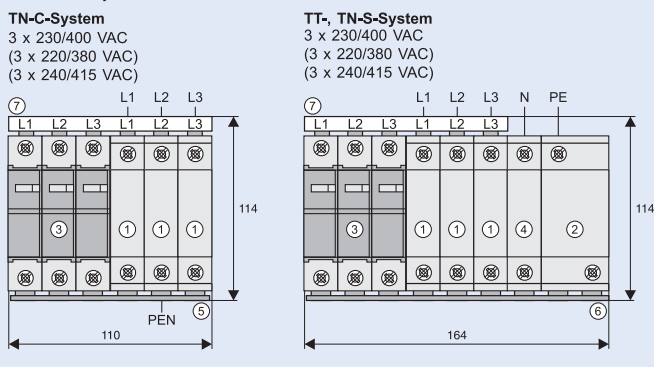 TN-C-System
3 x 230/400 VAC
(3 x 220/380 VAC)
(3 x 240/415 VAC)
7
L1 L2 L3
L1 L2 L3 L1 L2 L3
3 1 1 1
114
PEN
5
110
TT-, TN-S-System
3 x 230/400 VAC
(3 x 220/380 VAC)
(3 x 240/415 VAC)
7
L1 L2 L3 N PE
L1 L2 L3 L1 L2 L3
3 1 1 1 4 2
114
6
164